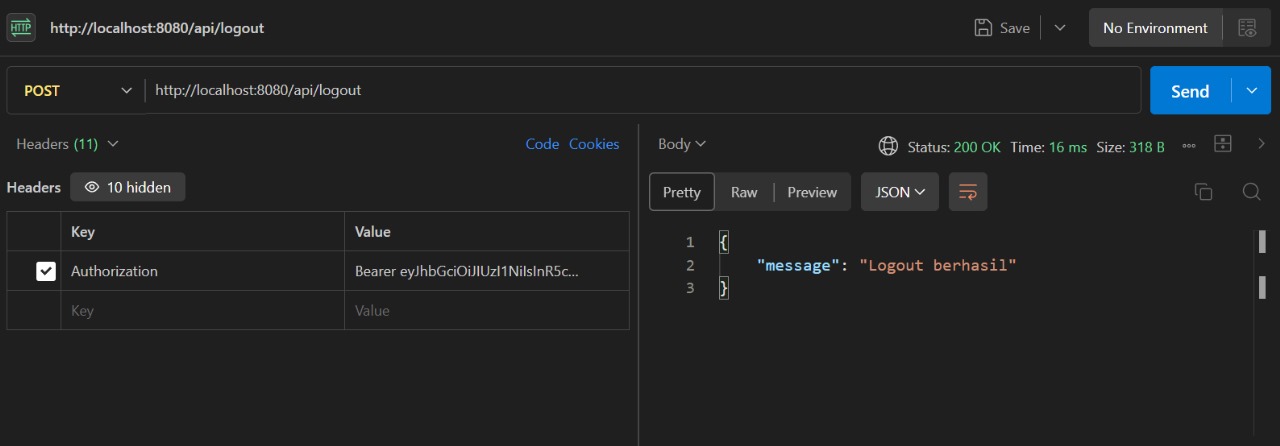 HTTP http://localhost:8080/api/logout Save No Environment
POST http://localhost:8080/api/logout Send
Headers (11) Code Cookies
Headers 10 hidden
Key Value
Authorization Bearer eyJhbGciOiJIUzI1NiIsInR5c...
Key Value
Body Status: 200 OK Time: 16 ms Size: 318 B
Pretty Raw Preview JSON
1 {
2 "message": "Logout berhasil"
3 }